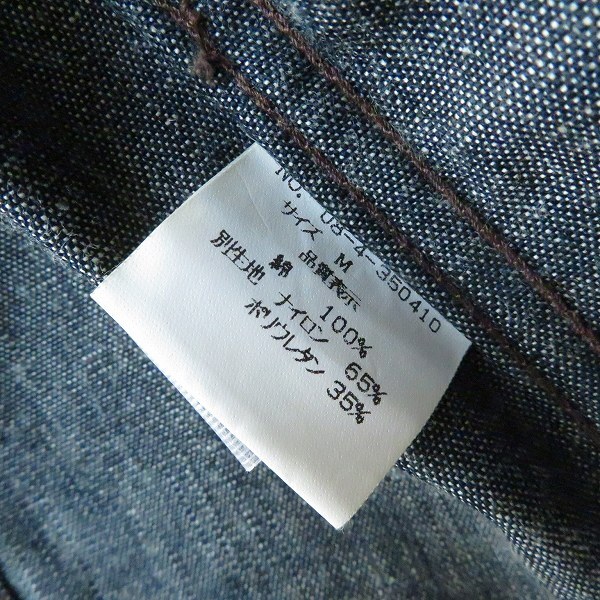 NO. 08-4-350410
サイズ M
品質表示
綿 100%
別生地 ナイロン 65%
ポリウレタン 35%